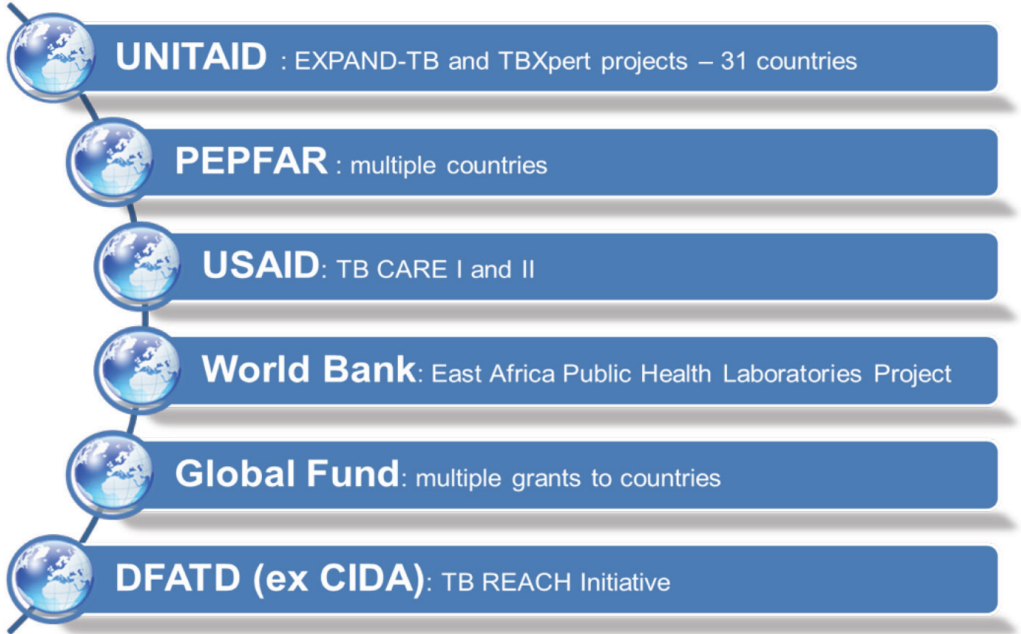 UNITAID : EXPAND-TB and TBXpert projects – 31 countries
PEPFAR : multiple countries
USAID: TB CARE I and II
World Bank: East Africa Public Health Laboratories Project
Global Fund: multiple grants to countries
DFATD (ex CIDA): TB REACH Initiative